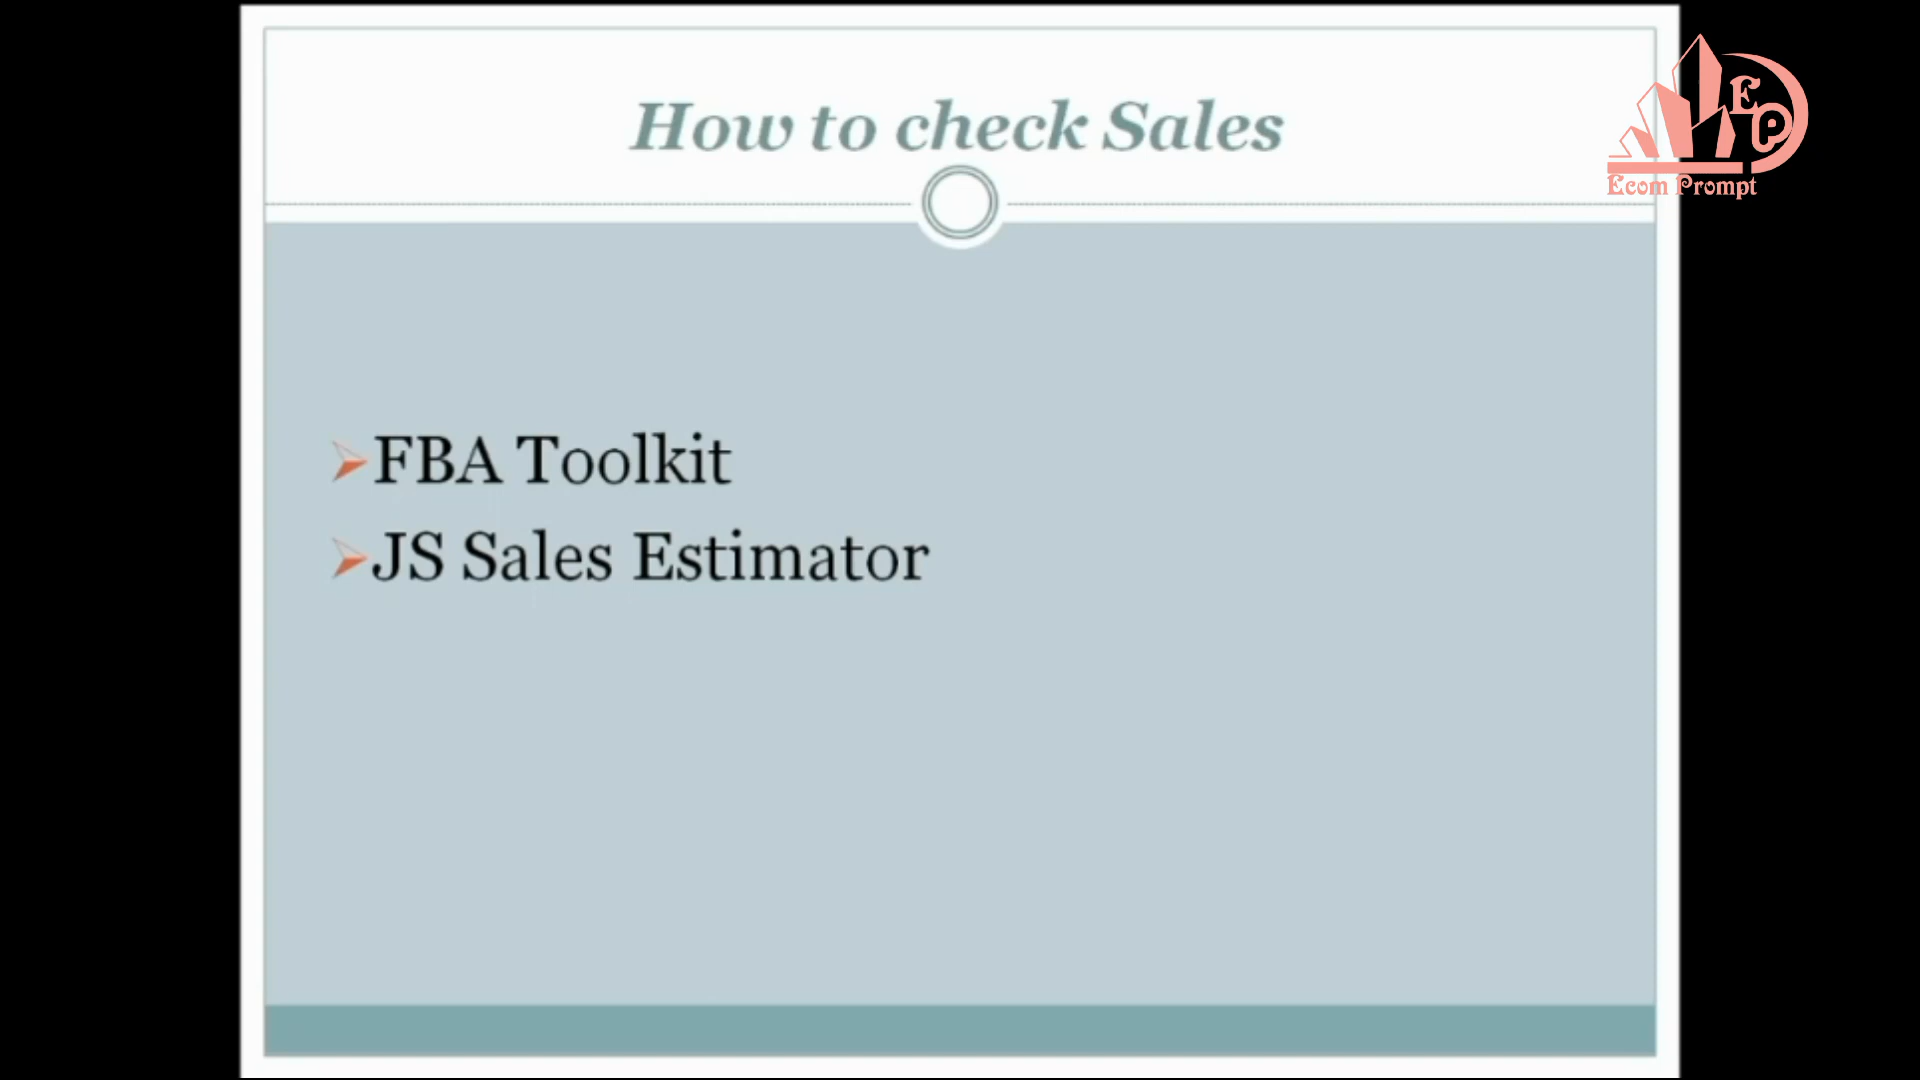 How to check Sales
EP
Ecom Prompt
FBA Toolkit
JS Sales Estimator